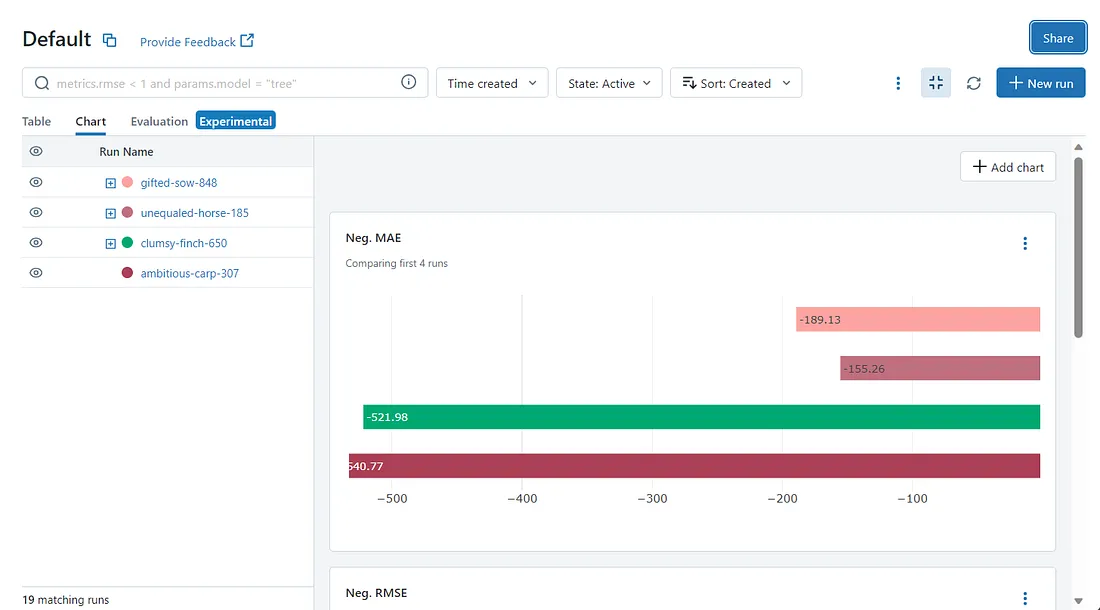 Default Provide Feedback Share
metrics.rmse < 1 and params.model = "tree" Time created State: Active Sort: Created New run
Table Chart Evaluation Experimental
Run Name
gifted-sow-848
unequaled-horse-185
clumsy-finch-650
ambitious-carp-307
19 matching runs
Add chart
Neg. MAE
Comparing first 4 runs
-189.13
-155.26
-521.98
540.77
−500 −400 −300 −200 −100
Neg. RMSE